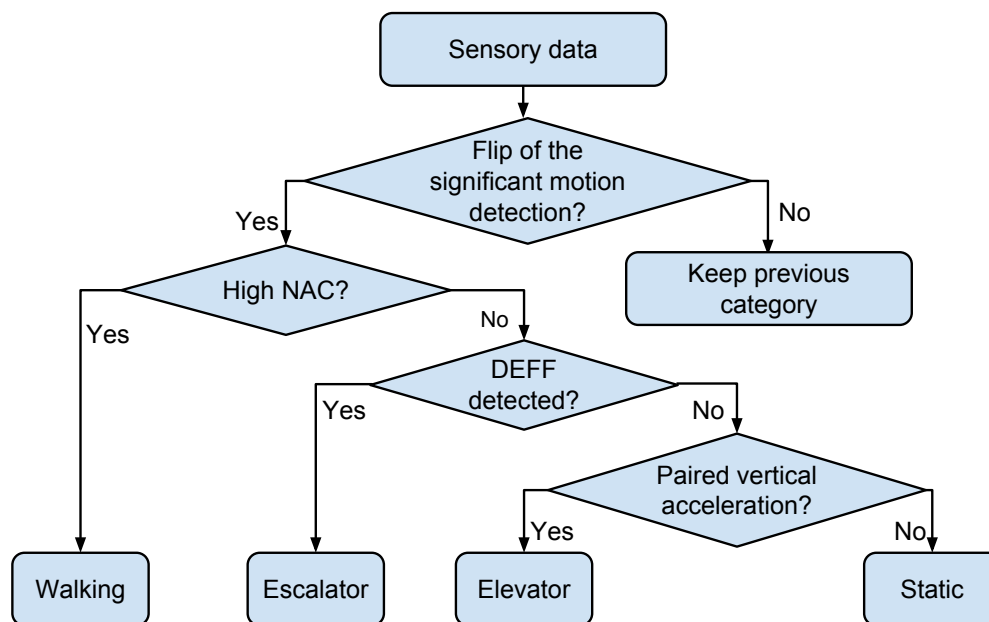 Sensory data
Flip of the
significant motion
detection?
Yes
No
Keep previous
category
High NAC?
Yes
No
DEFF
detected?
Yes
No
Paired vertical
acceleration?
Yes
No
Walking
Escalator
Elevator
Static